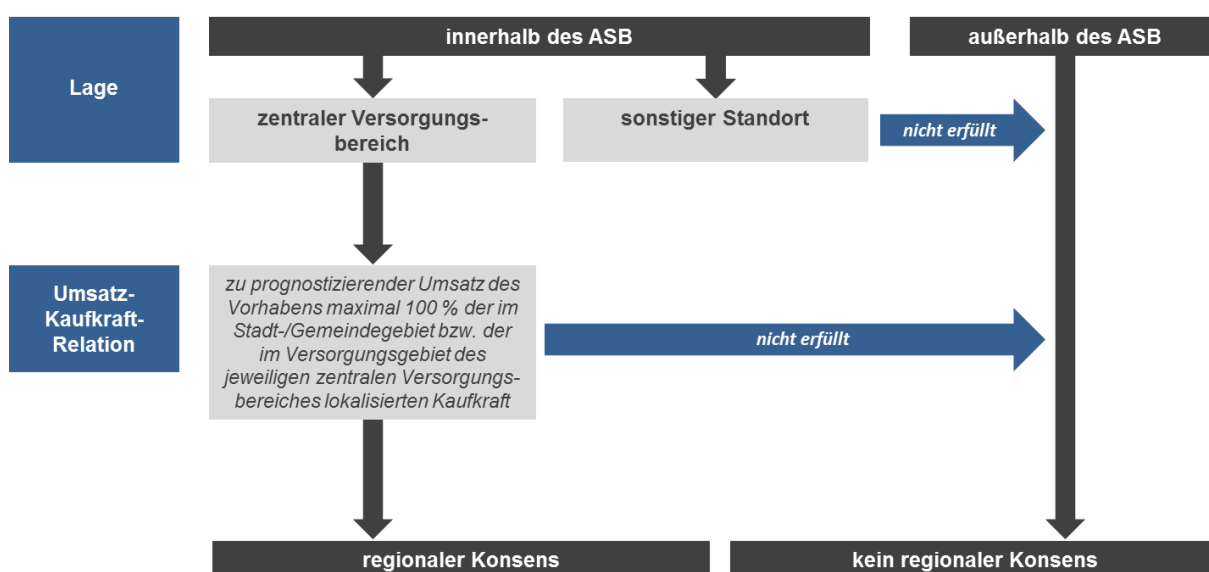 innerhalb des ASB
außerhalb des ASB
Lage
zentraler Versorgungs-
bereich
sonstiger Standort
nicht erfüllt
Umsatz-
Kaufkraft-
Relation
zu prognostizierender Umsatz des
Vorhabens maximal 100 % der im
Stadt-/Gemeindegebiet bzw. der
im Versorgungsgebiet des
jeweiligen zentralen Versorgungs-
bereiches lokalisierten Kaufkraft
nicht erfüllt
regionaler Konsens
kein regionaler Konsens